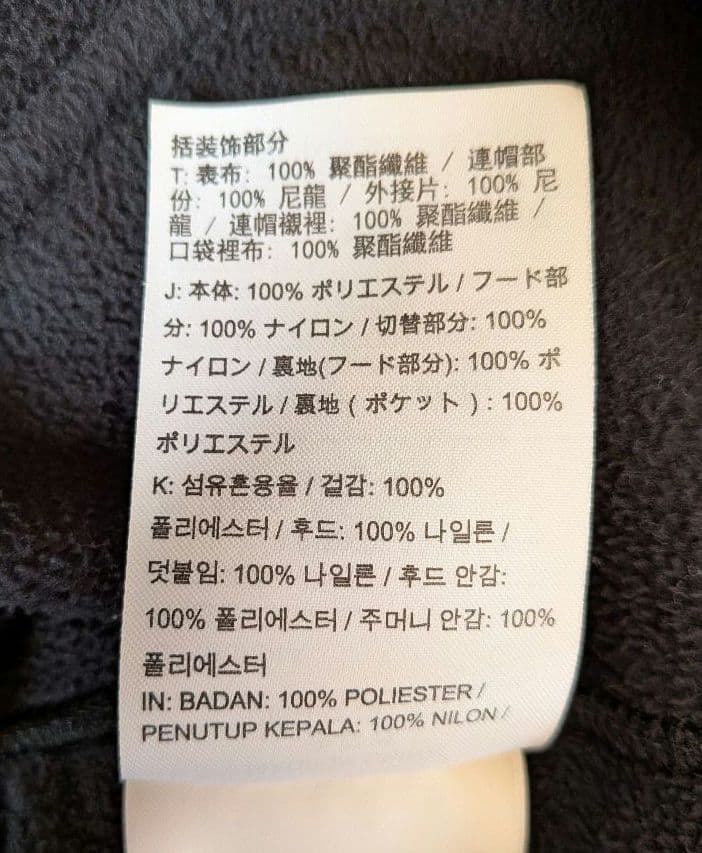 括装饰部分
T: 表布: 100% 聚酯纖維 / 連帽部
份: 100% 尼龍 / 外接片: 100% 尼
龍 / 連帽襯裡: 100% 聚酯纖維 /
口袋裡布: 100% 聚酯纖維
J: 本体: 100% ポリエステル / フード部
分: 100% ナイロン / 切替部分: 100%
ナイロン / 裏地(フード部分): 100% ポ
リエステル / 裏地 ( ポケット ) : 100%
ポリエステル
K: 섬유혼용율 / 겉감: 100%
폴리에스터 / 후드: 100% 나일론 /
덧붙임: 100% 나일론 / 후드 안감:
100% 폴리에스터 / 주머니 안감: 100%
폴리에스터
IN: BADAN: 100% POLIESTER /
PENUTUP KEPALA: 100% NILON /